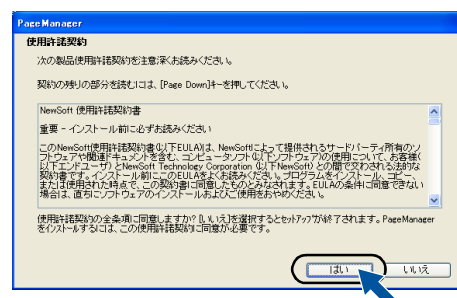 PageManager
使用許諾契約
次の製品使用許諾契約を注意深くお読みください。
契約の残りの部分を読むには、[Page Down]キーを押してください。
NewSoft 使用許諾契約書
重要 - インストール前に必ずお読みください
このNewSoft使用許諾契約書(以下EULA)は、NewSoftによって提供されるサードパーティ所有のソ
フトウェアや関連ドキュメントを含む、コンピュータソフト(以下ソフトウェア)の使用について、お客様(
以下エンドユーザ)とNewSoft Technology Corporation (以下NewSoft)との間で交わされる法的な
契約書です。インストール前にこのEULAをよくお読みください。プログラムをインストール、コピー、
または使用された時点で、この契約書に同意したものとみなされます。EULAの条件に同意できない
場合は、直ちにソフトウェアのインストールおよびご使用をおやめください。
使用許諾契約の全条項に同意しますか? [いいえ]を選択するとセットアップが終了されます。PageManager
をインストールするには、この使用許諾契約に同意が必要です。
はい
いいえ